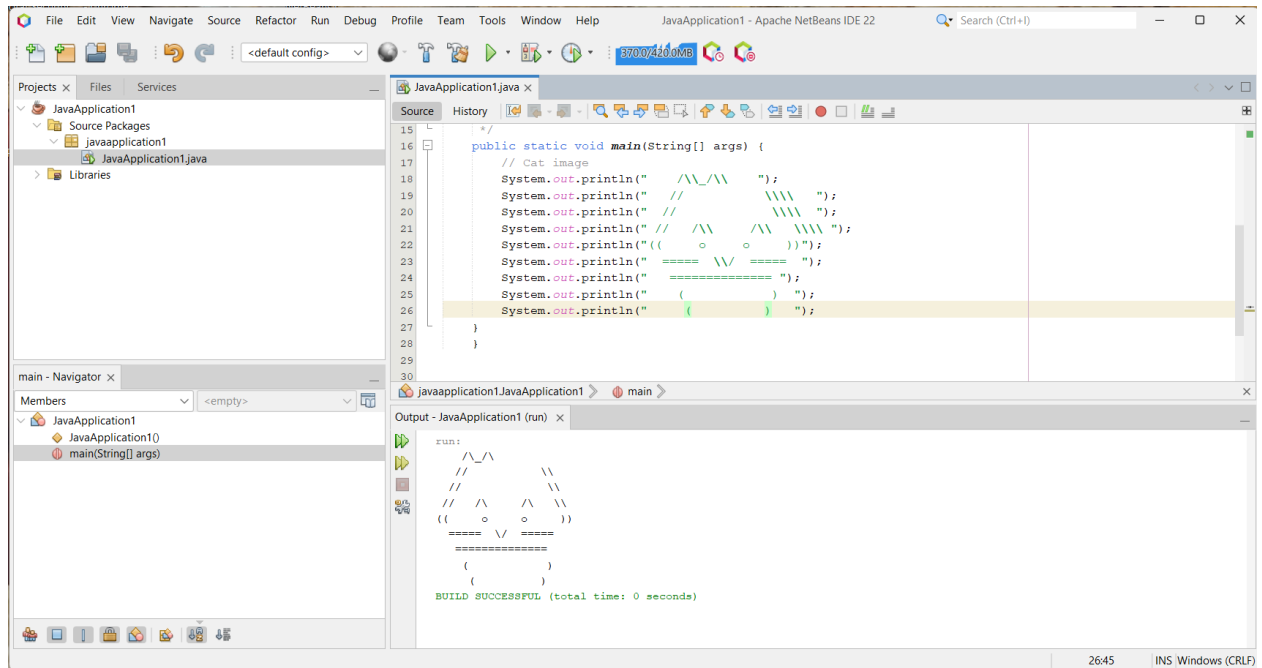 File Edit View Navigate Source Refactor Run Debug Profile Team Tools Window Help JavaApplication1 - Apache NetBeans IDE 22 Search (Ctrl+I)
<default config> 370.0/420.0MB
Projects Files Services
JavaApplication1
Source Packages
javaapplication1
JavaApplication1.java
Libraries
main - Navigator
Members <empty>
JavaApplication1
JavaApplication1()
main(String[] args)
JavaApplication1.java
Source History
15      */
16     public static void main(String[] args) {
17         // Cat image
18         System.out.println("    /\\_/\\     ");
19         System.out.println("   //           \\\\   ");
20         System.out.println("  //             \\\\  ");
21         System.out.println(" //   /\\     /\\   \\\\ ");
22         System.out.println("((     o     o     ))");
23         System.out.println("  =====  \\/  =====  ");
24         System.out.println("   ============== ");
25         System.out.println("    (            )  ");
26         System.out.println("     (          )   ");
27     }
28     }
29
30
javaapplication1.JavaApplication1 main
Output - JavaApplication1 (run)
run:
    /\_/\
   //           \\
  //             \\
 //   /\     /\   \\
((     o     o     ))
  =====  \/  =====
   ==============
    (            )
     (          )
BUILD SUCCESSFUL (total time: 0 seconds)
26:45 INS Windows (CRLF)